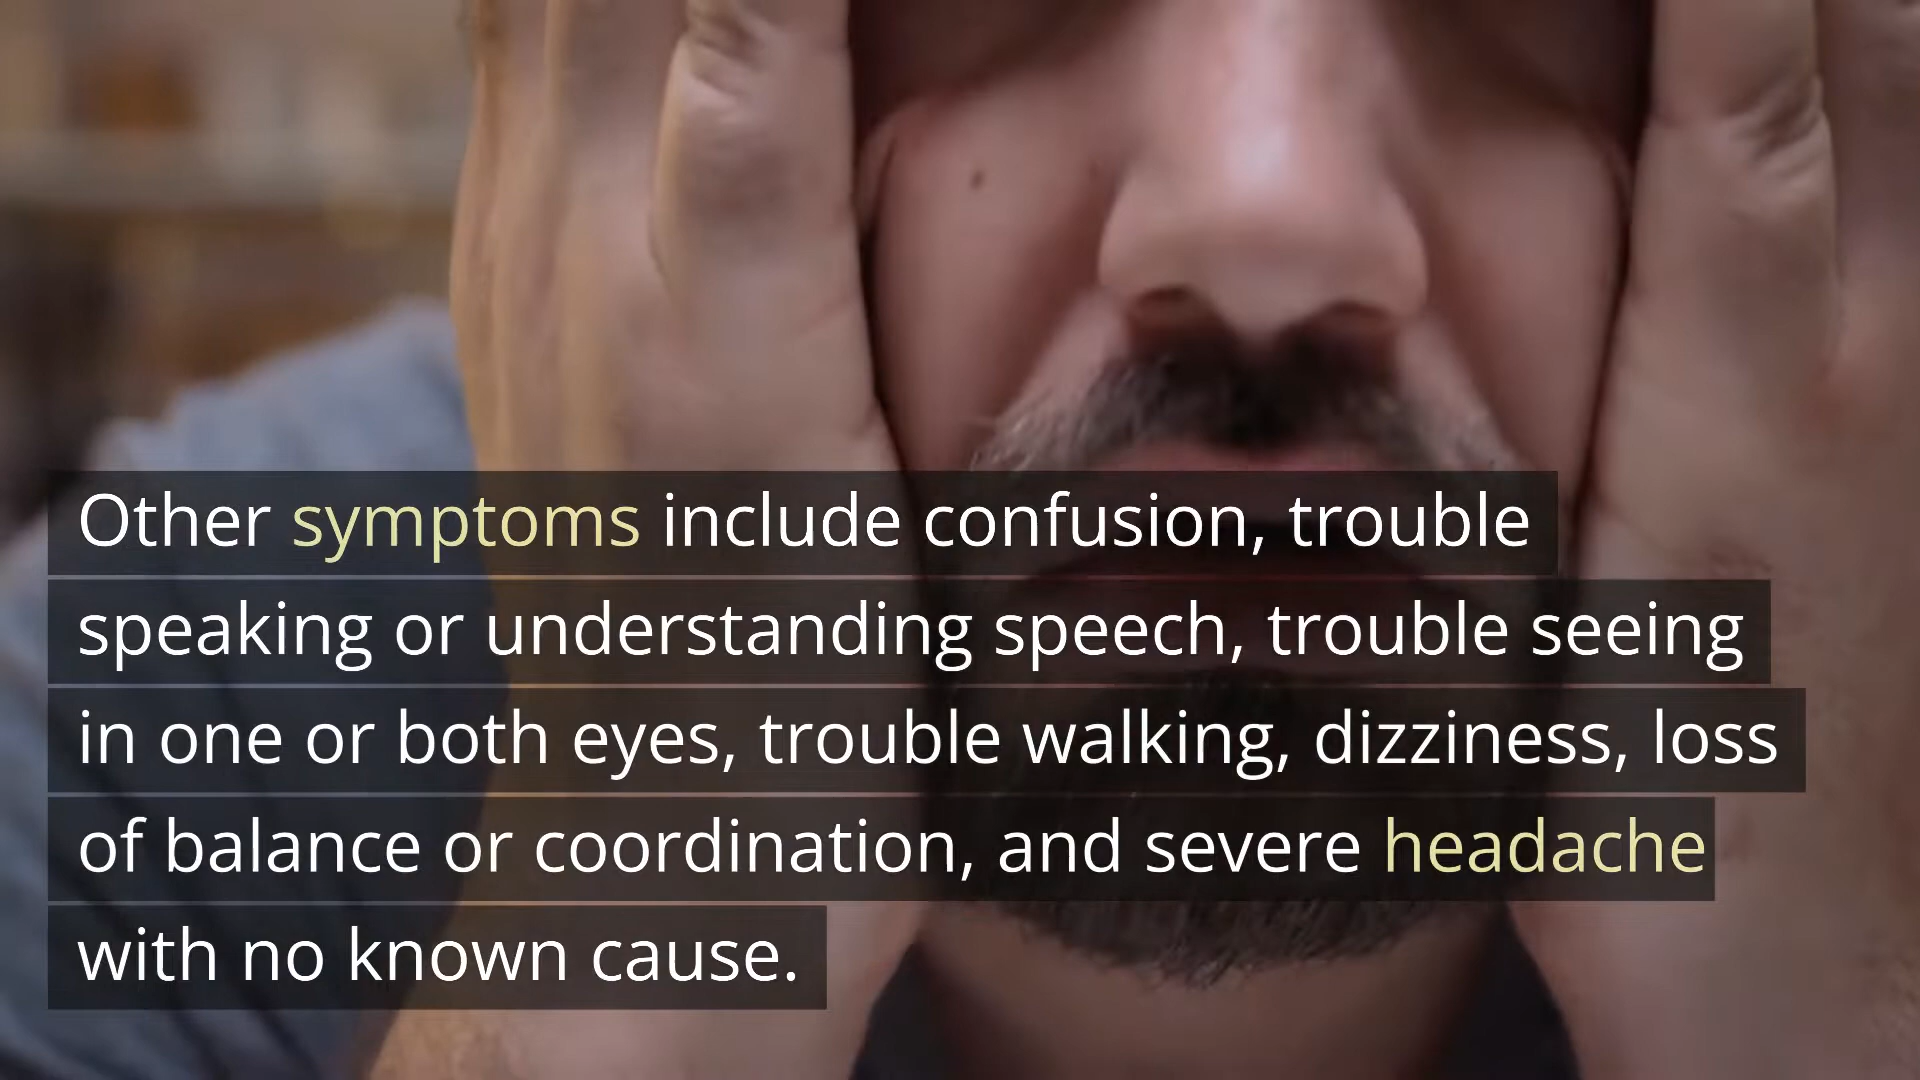 Other symptoms include confusion, trouble
speaking or understanding speech, trouble seeing
in one or both eyes, trouble walking, dizziness, loss
of balance or coordination, and severe headache
with no known cause.